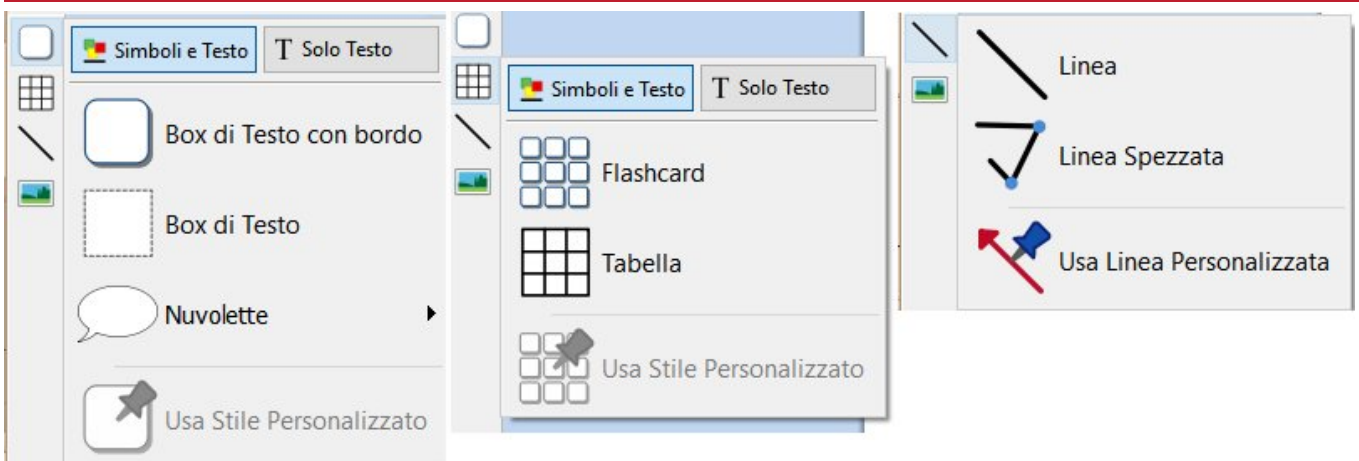 Simboli e Testo
T Solo Testo
Box di Testo con bordo
Box di Testo
Nuvolette
Usa Stile Personalizzato
Simboli e Testo
T Solo Testo
Flashcard
Tabella
Usa Stile Personalizzato
Linea
Linea Spezzata
Usa Linea Personalizzata